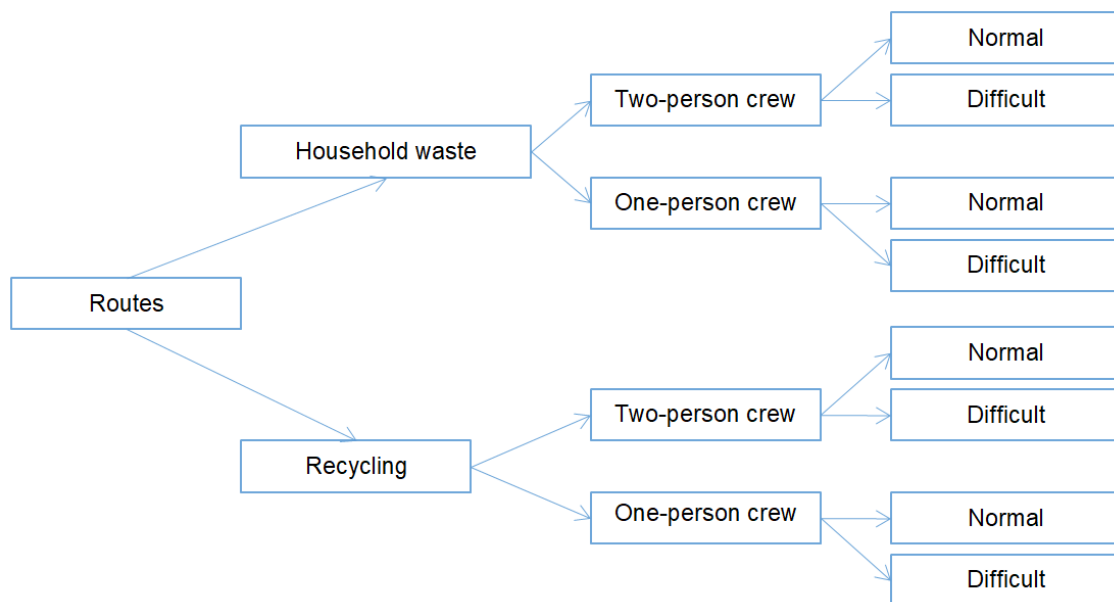 Normal
Two-person crew
Difficult
Household waste
One-person crew
Normal
Difficult
Routes
Normal
Two-person crew
Difficult
Recycling
One-person crew
Normal
Difficult